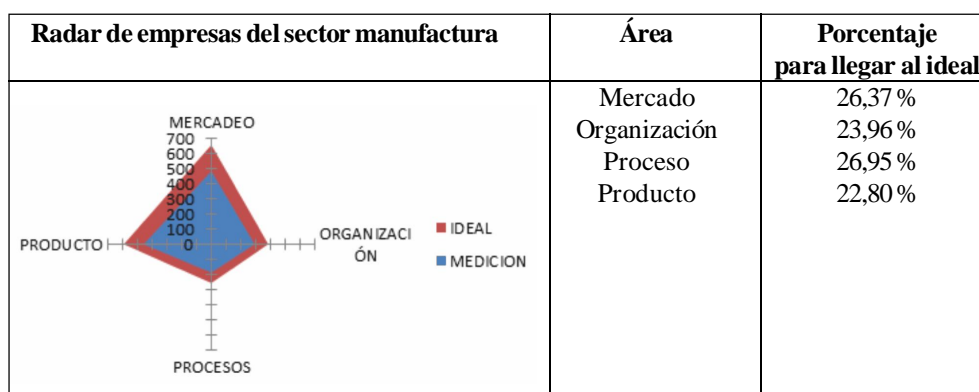 Radar de empresas del sector manufactura
Área
Porcentaje
para llegar al ideal
MERCADEO
700
600
500
400
300
200
100
0
PRODUCTO
ORGANIZACI
ÓN
PROCESOS
IDEAL
MEDICION
Mercado 26,37 %
Organización 23,96 %
Proceso 26,95 %
Producto 22,80 %